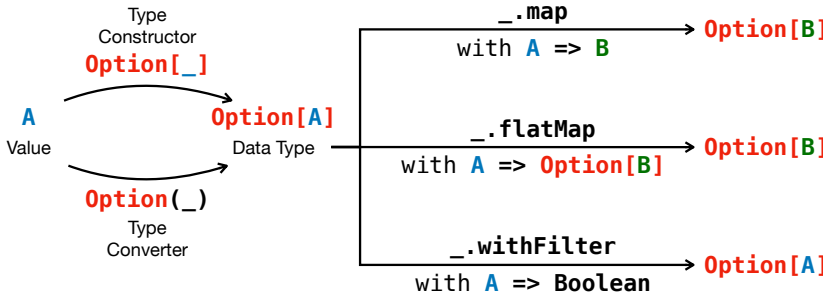 Type
Constructor
Option[_]
A
Value
Option[A]
Data Type
Option(_)
Type
Converter
_.map
with A => B
Option[B]
_.flatMap
with A => Option[B]
Option[B]
_.withFilter
with A => Boolean
Option[A]